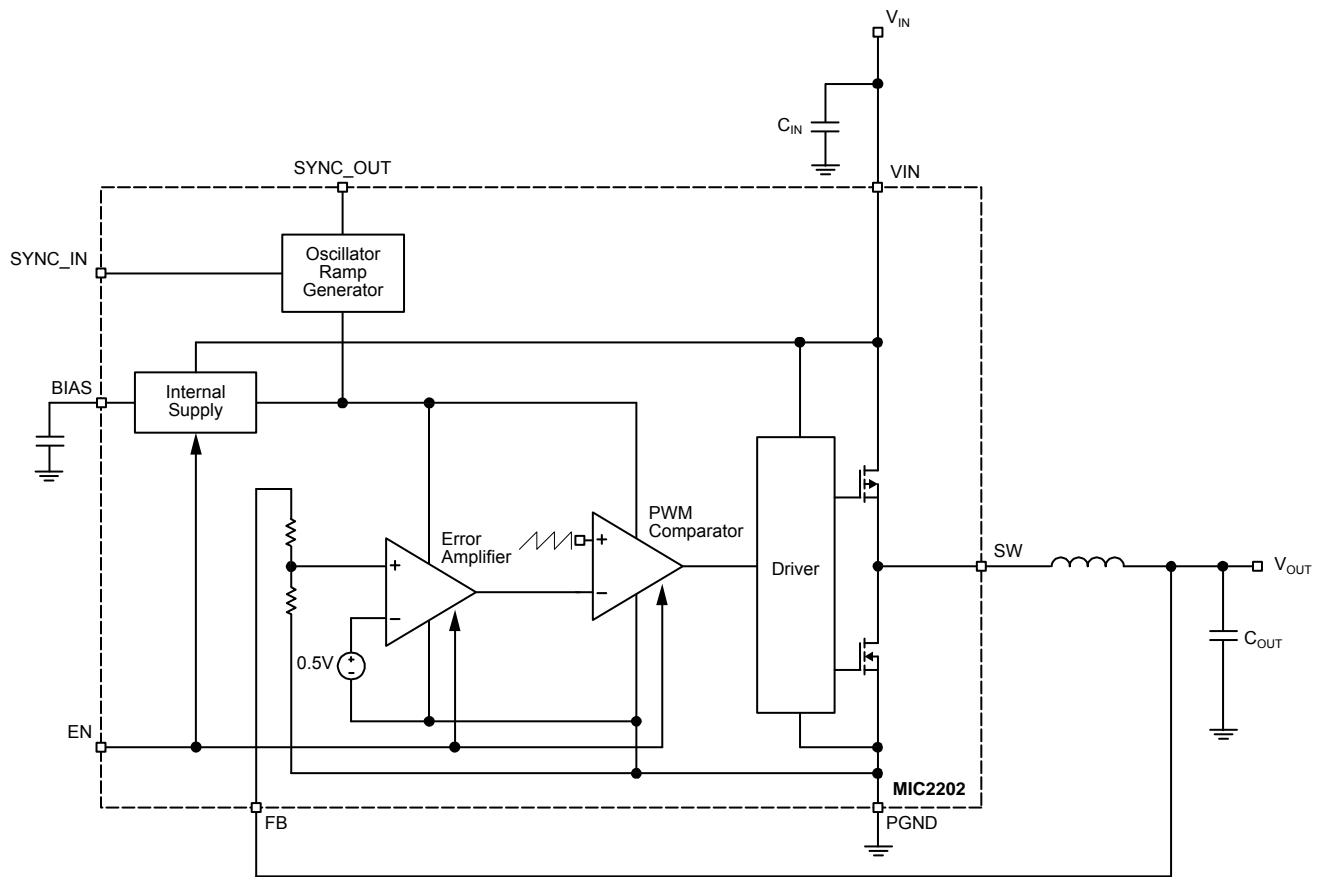 VIN
CIN
SYNC_OUT
VIN
SYNC_IN
Oscillator
Ramp
Generator
BIAS
Internal
Supply
PWM
Comparator
Error
Amplifier
+
−
+
−
Driver
SW
VOUT
COUT
0.5V
+
−
EN
MIC2202
FB
PGND